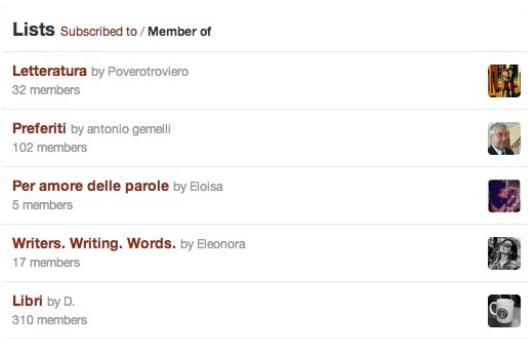 Lists Subscribed to / Member of
Letteratura by Poverotroviero
32 members
Preferiti by antonio gemelli
102 members
Per amore delle parole by Eloisa
5 members
Writers. Writing. Words. by Eleonora
17 members
Libri by D.
310 members